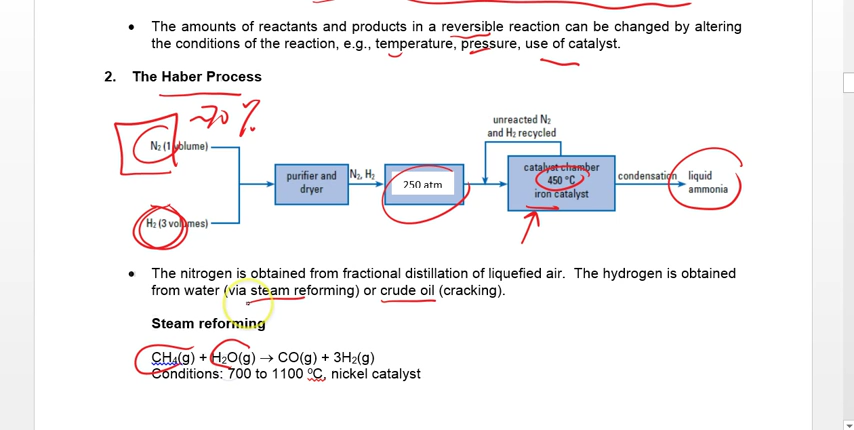 • The amounts of reactants and products in a reversible reaction can be changed by altering
the conditions of the reaction, e.g., temperature, pressure, use of catalyst.
2. The Haber Process
~70 %
unreacted N₂
and H₂ recycled
N₂ (1 volume)
purifier and
dryer
N₂, H₂
250 atm
catalyst chamber
450 °C
iron catalyst
condensation
liquid
ammonia
H₂ (3 volumes)
• The nitrogen is obtained from fractional distillation of liquefied air. The hydrogen is obtained
from water (via steam reforming) or crude oil (cracking).
Steam reforming
CH₄(g) + H₂O(g) → CO(g) + 3H₂(g)
Conditions: 700 to 1100 °C, nickel catalyst